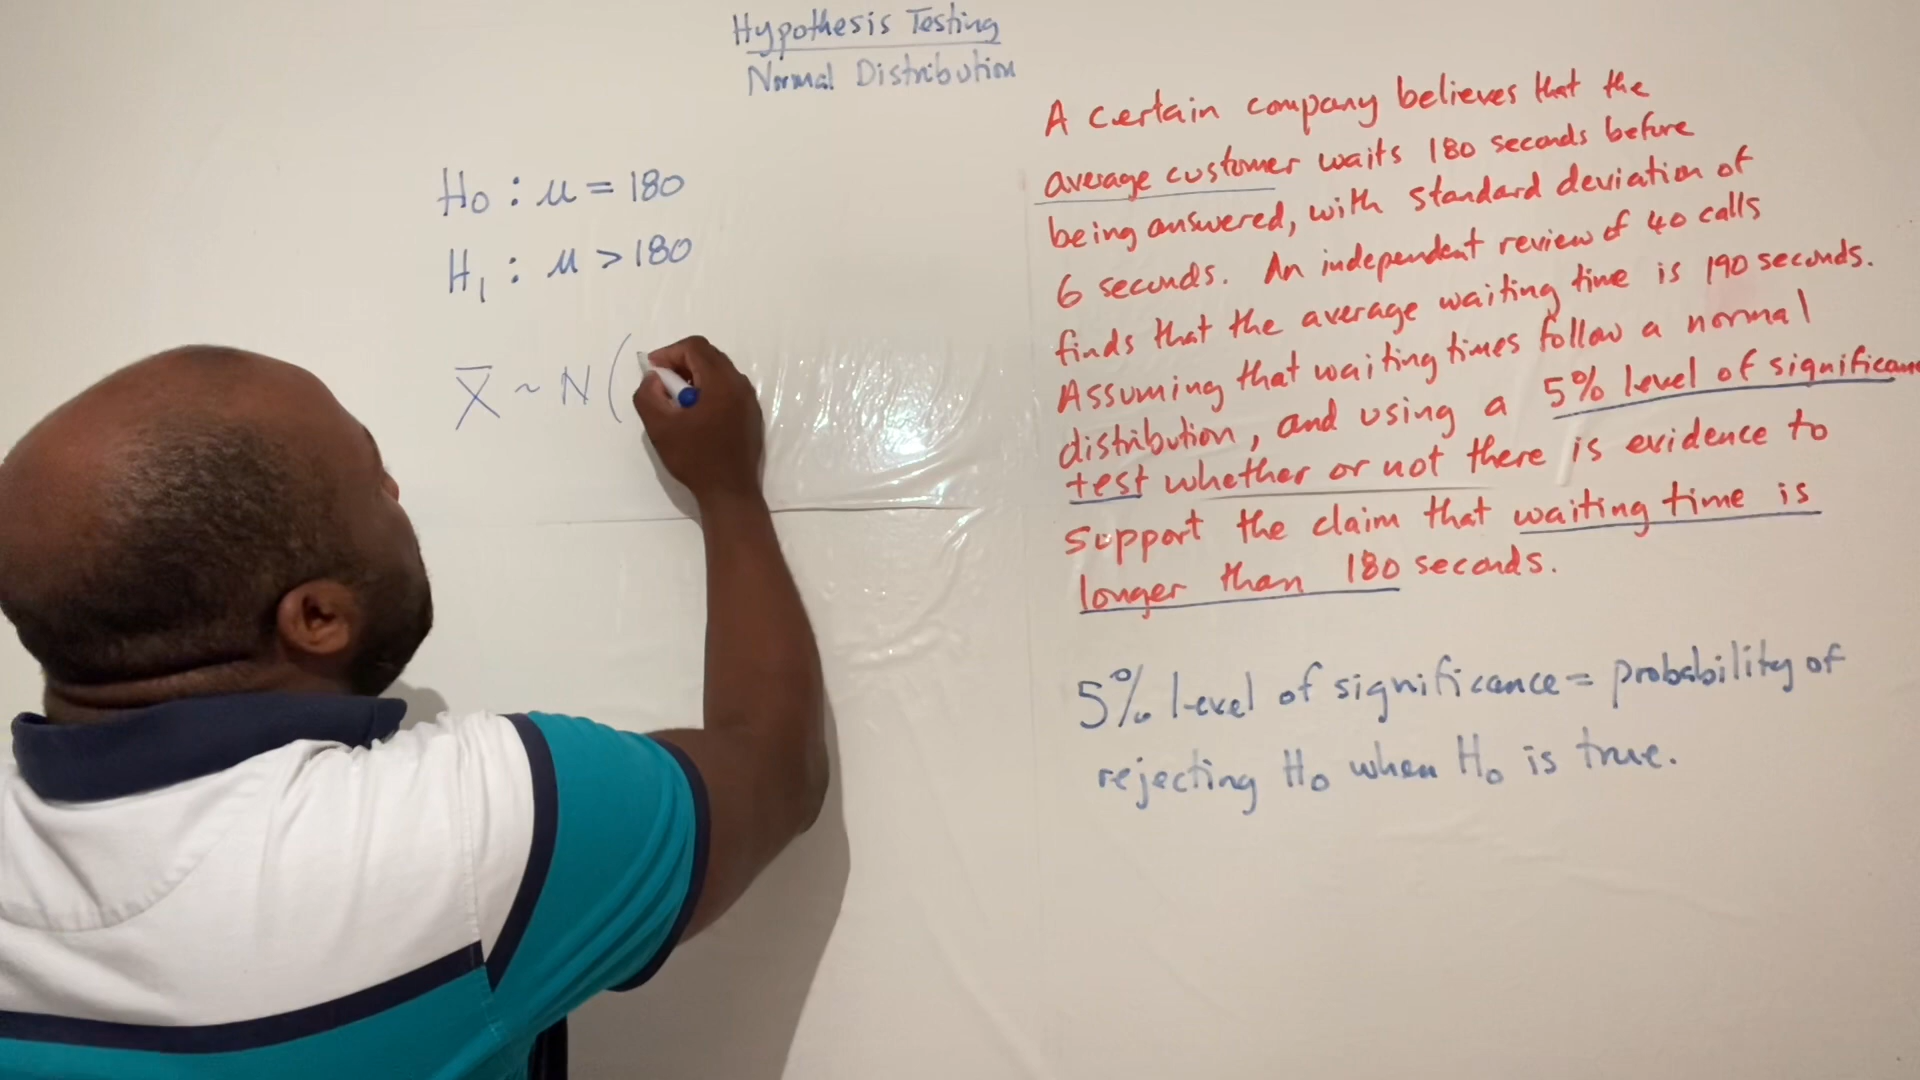 Hypothesis Testing
Normal Distribution
H₀ : μ = 180
H₁ : μ > 180
X̄ ~ N (
A certain company believes that the
average customer waits 180 seconds before
being answered, with standard deviation of
6 seconds. An independent review of 40 calls
finds that the average waiting time is 190 seconds.
Assuming that waiting times follow a normal
distribution, and using a 5% level of significanc
test whether or not there is evidence to
support the claim that waiting time is
longer than 180 seconds.
5% level of significance = probability of
rejecting H₀ when H₀ is true.